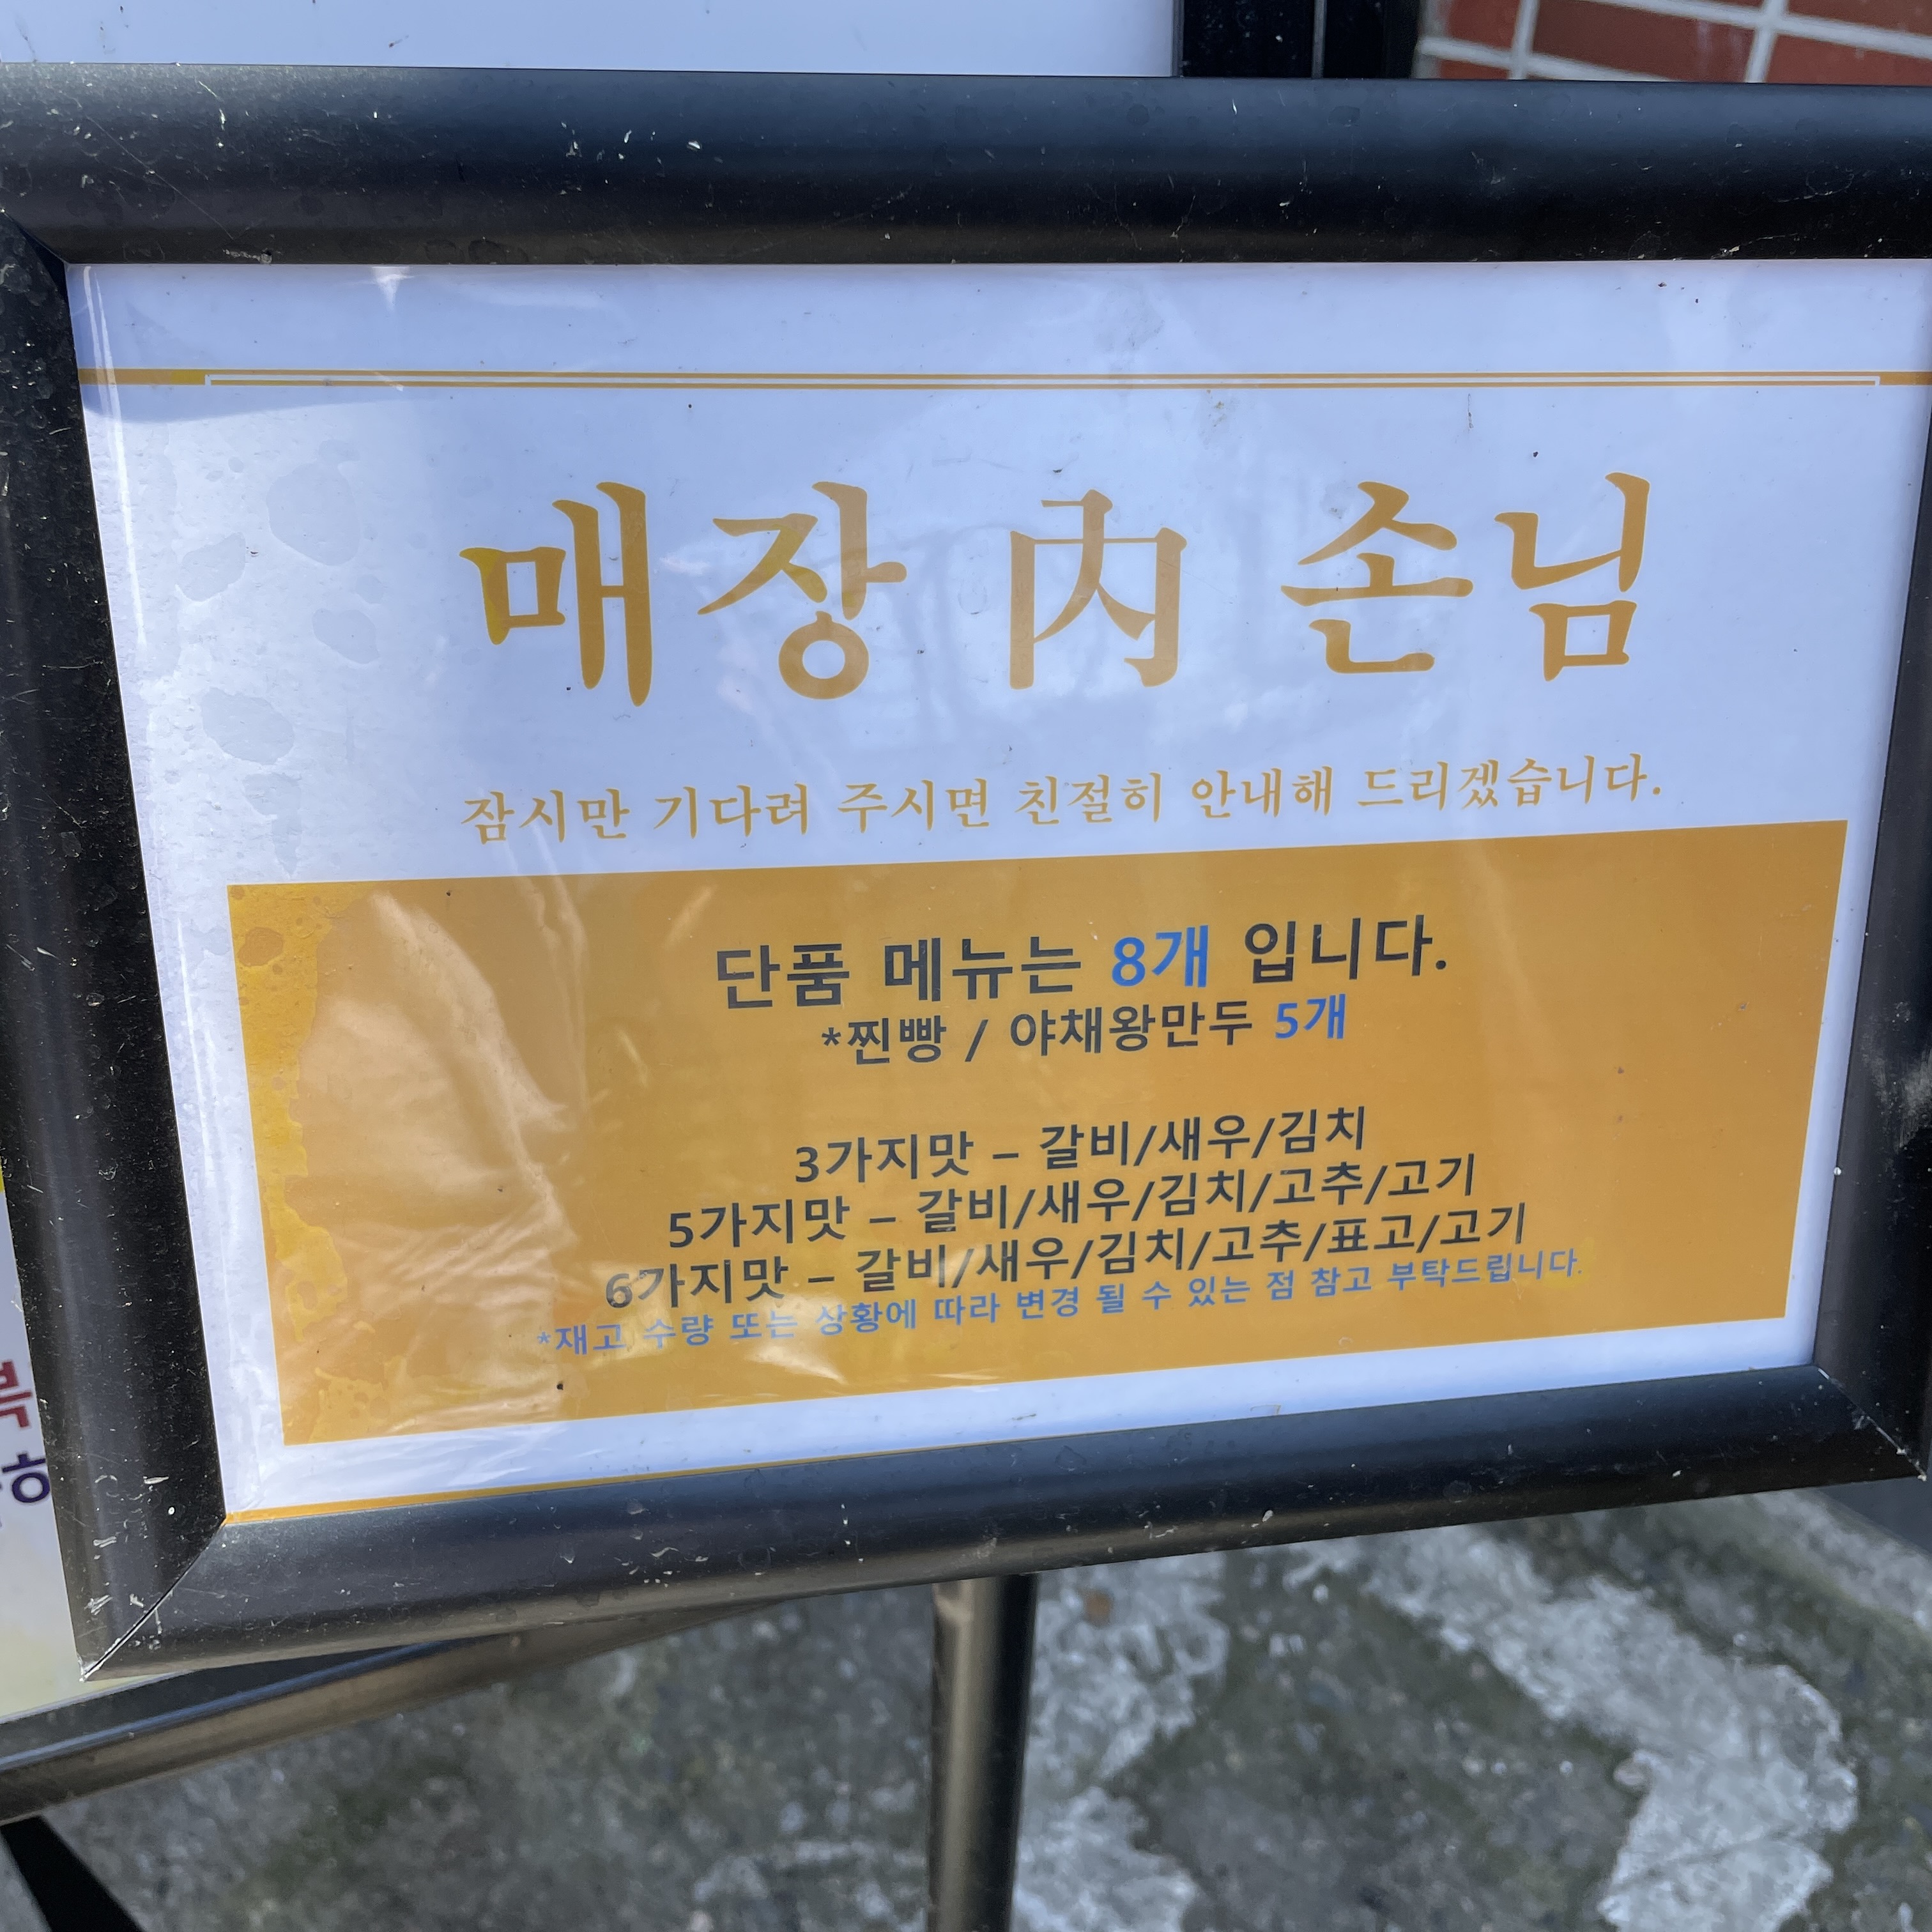 매장 內 손님
잠시만 기다려 주시면 친절히 안내해 드리겠습니다.
단품 메뉴는 8개 입니다.
*찐빵 / 야채왕만두 5개
3가지맛 – 갈비/새우/김치
5가지맛 – 갈비/새우/김치/고추/고기
6가지맛 – 갈비/새우/김치/고추/표고/고기
*재고 수량 또는 상황에 따라 변경 될 수 있는 점 참고 부탁드립니다.